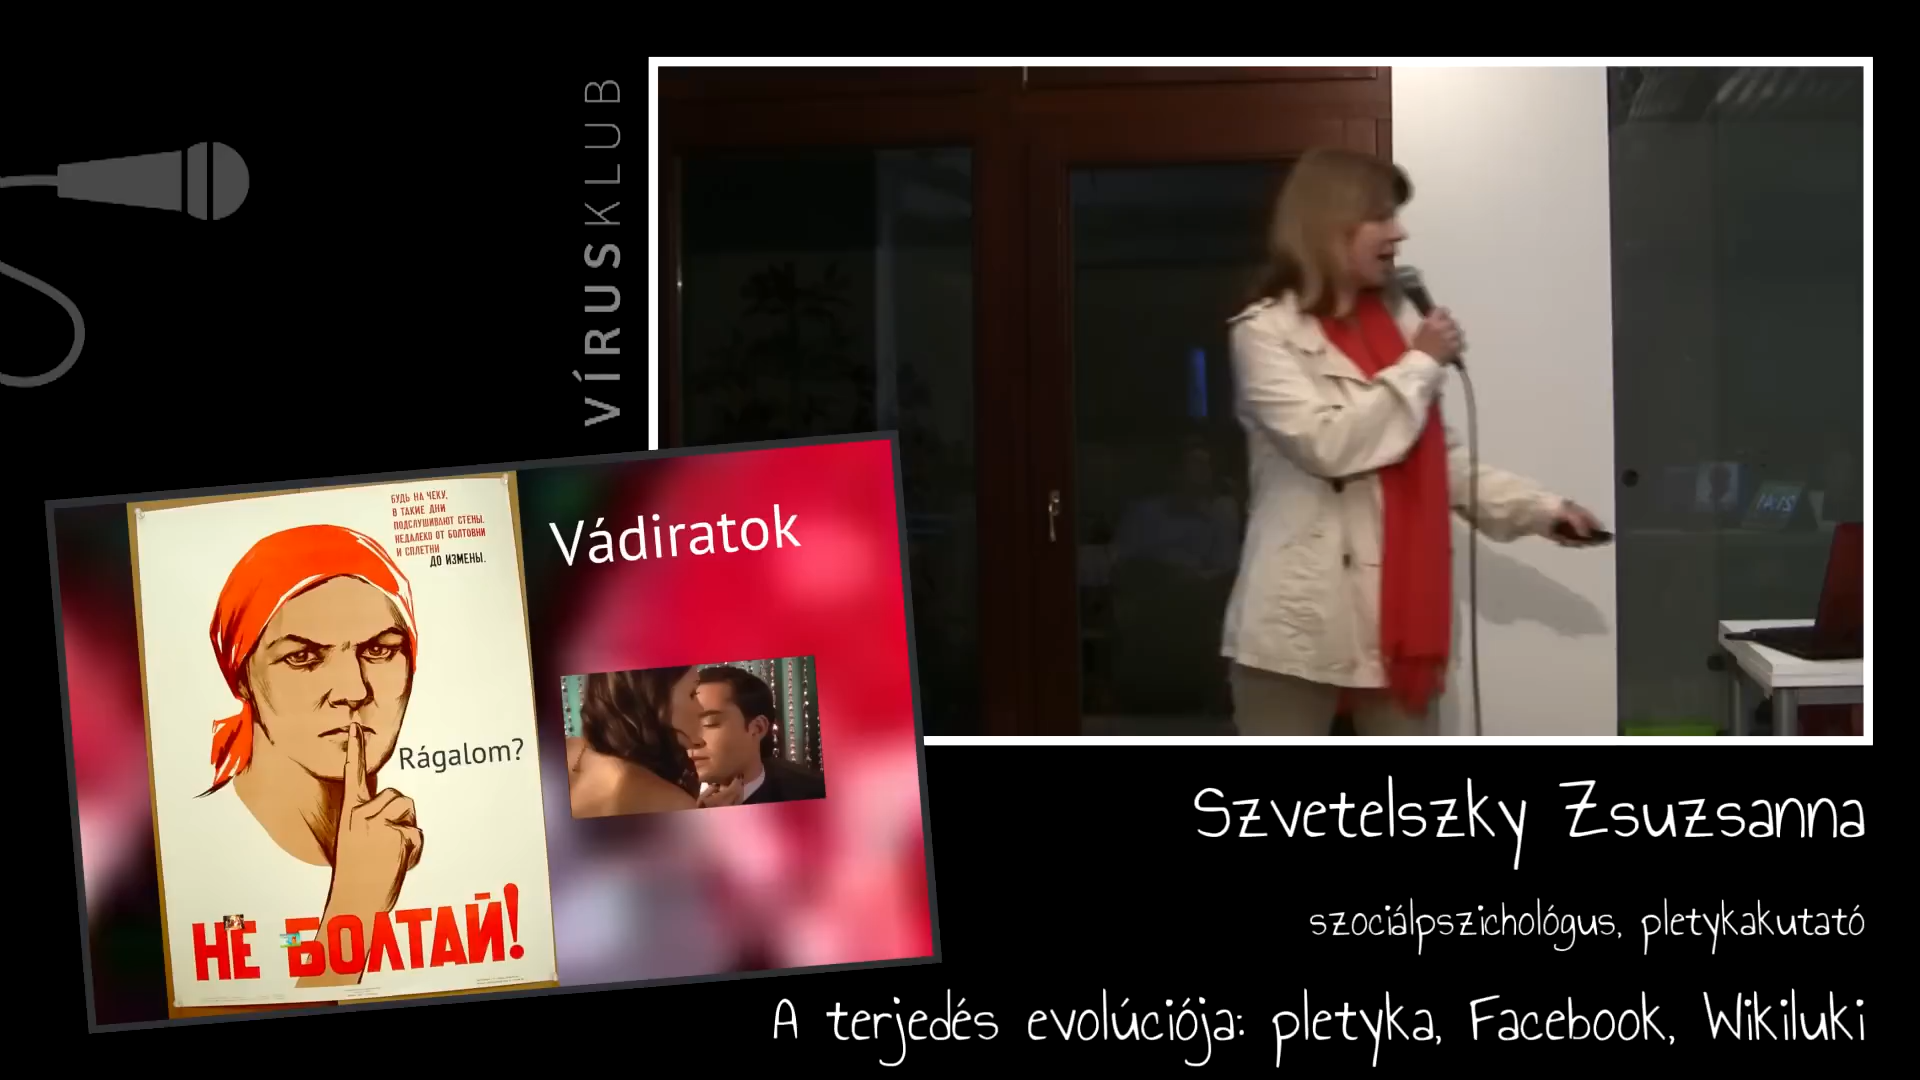 VÍRUSKLUB
БУДЬ НА ЧЕКУ,
В ТАКИЕ ДНИ
ПОДСЛУШИВАЮТ СТЕНЫ.
НЕДАЛЕКО ОТ БОЛТОВНИ
И СПЛЕТНИ
ДО ИЗМЕНЫ.
Vádiratok
Rágalom?
НЕ БОЛТАЙ!
Szvetelszky Zsuzsanna
szociálpszichológus, pletykakutató
A terjedés evolúciója: pletyka, Facebook, Wikiluki